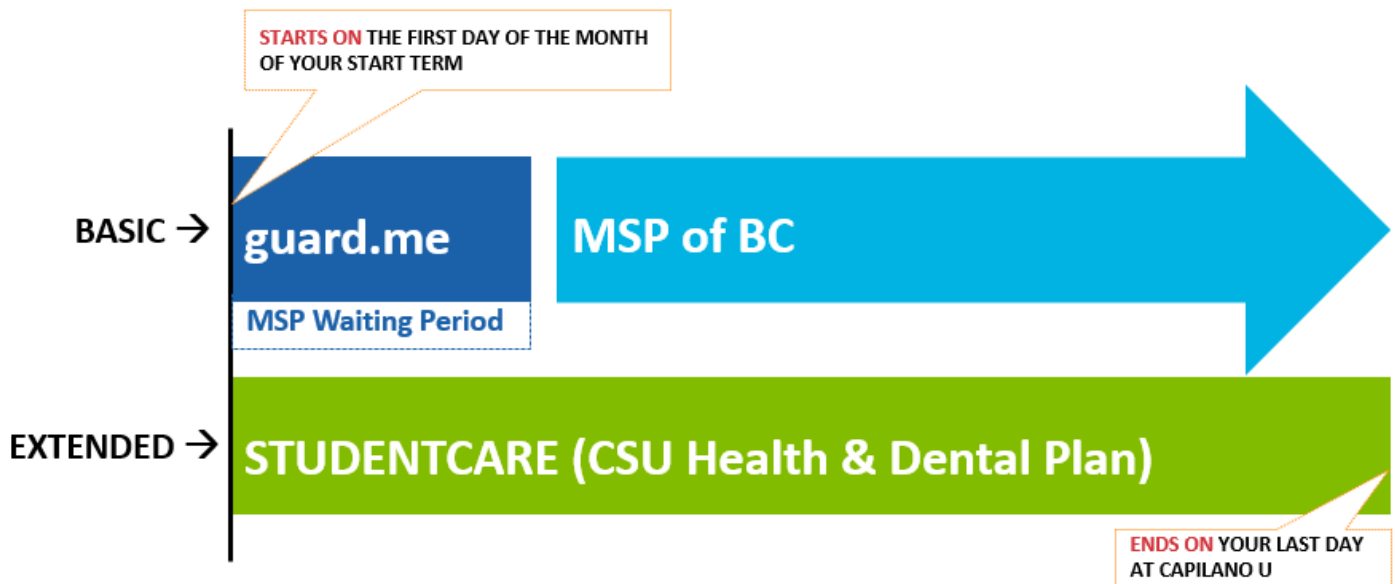 STARTS ON THE FIRST DAY OF THE MONTH
OF YOUR START TERM
BASIC →
guard.me
MSP of BC
MSP Waiting Period
EXTENDED →
STUDENTCARE (CSU Health & Dental Plan)
ENDS ON YOUR LAST DAY
AT CAPILANO U